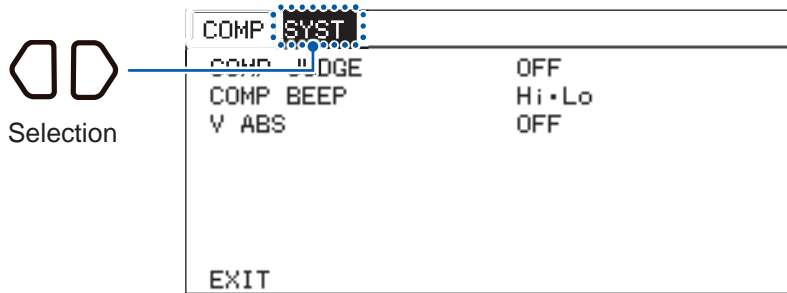 COMP SYST
COMP JUDGE OFF
COMP BEEP Hi・Lo
V ABS OFF
Selection
EXIT